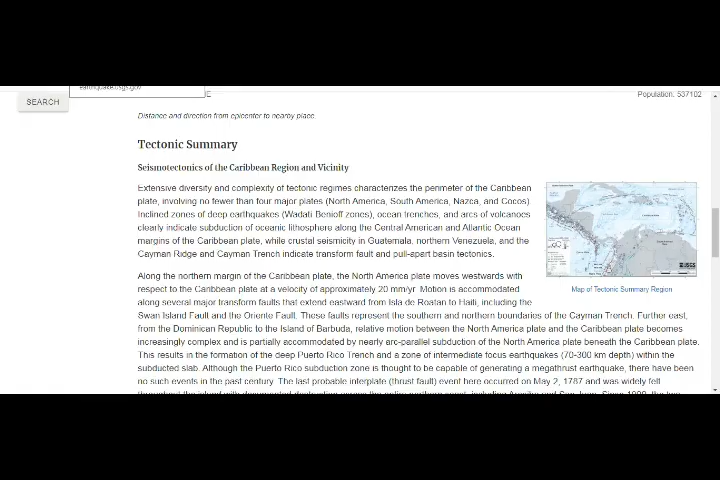 earthquake.usgs.gov
E
Population: 537102
SEARCH
Distance and direction from epicenter to nearby place
Tectonic Summary
Seismotectonics of the Caribbean Region and Vicinity
Extensive diversity and complexity of tectonic regimes characterizes the perimeter of the Caribbean
plate, involving no fewer than four major plates (North America, South America, Nazca, and Cocos).
Inclined zones of deep earthquakes (Wadati Benioff zones), ocean trenches, and arcs of volcanoes
clearly indicate subduction of oceanic lithosphere along the Central American and Atlantic Ocean
margins of the Caribbean plate, while crustal seismicity in Guatemala, northern Venezuela, and the
Cayman Ridge and Cayman Trench indicate transform fault and pull-apart basin tectonics.
USGS
Map of Tectonic Summary Region
Along the northern margin of the Caribbean plate, the North America plate moves westwards with
respect to the Caribbean plate at a velocity of approximately 20 mm/yr. Motion is accommodated
along several major transform faults that extend eastward from Isla de Roatan to Haiti, including the
Swan Island Fault and the Oriente Fault. These faults represent the southern and northern boundaries of the Cayman Trench. Further east,
from the Dominican Republic to the Island of Barbuda, relative motion between the North America plate and the Caribbean plate becomes
increasingly complex and is partially accommodated by nearly arc-parallel subduction of the North America plate beneath the Caribbean plate.
This results in the formation of the deep Puerto Rico Trench and a zone of intermediate focus earthquakes (70-300 km depth) within the
subducted slab. Although the Puerto Rico subduction zone is thought to be capable of generating a megathrust earthquake, there have been
no such events in the past century. The last probable interplate (thrust fault) event here occurred on May 2, 1787 and was widely felt